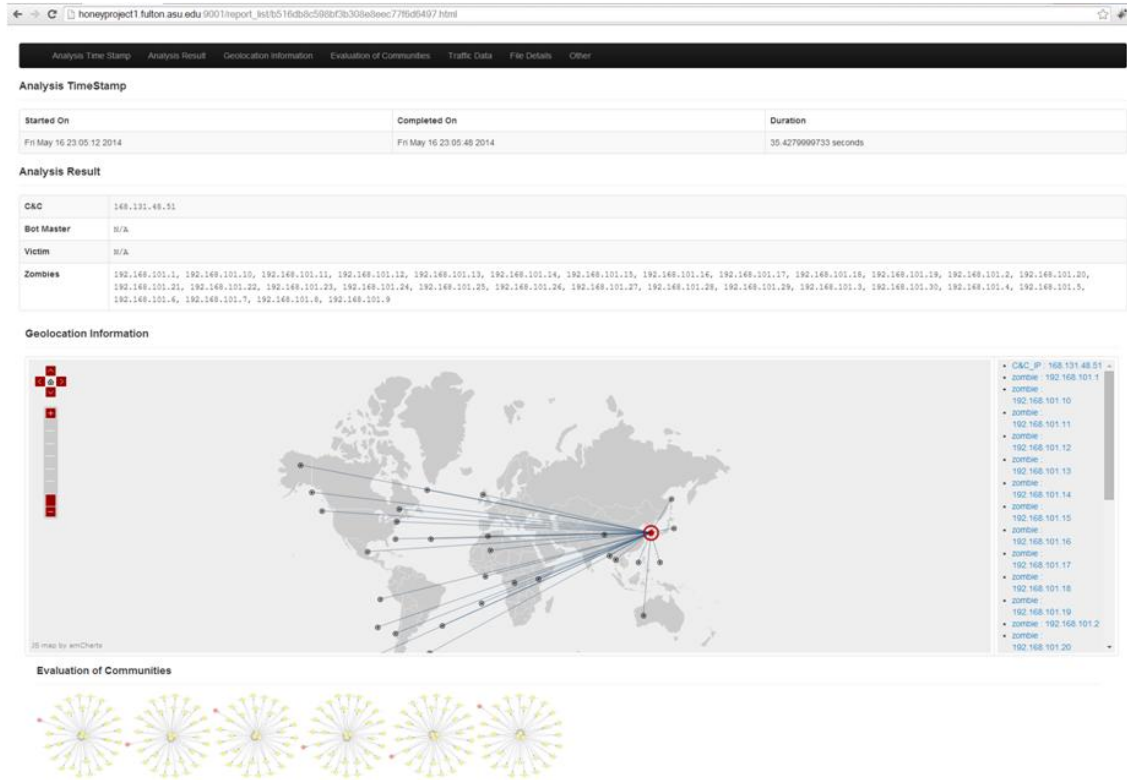 honeyproject1.fulton.asu.edu:9001/report_list/b516db8c598bf3b308e8eec77f6d6497.html
Analysis Time Stamp Analysis Result Geolocation Information Evaluation of Communities Traffic Data File Details Other
Analysis TimeStamp
Started On Completed On Duration
Fri May 16 23:05:12 2014 Fri May 16 23:05:48 2014 35.4279999733 seconds
Analysis Result
C&C 168.131.48.51
Bot Master N/A
Victim N/A
Zombies 192.168.101.1, 192.168.101.10, 192.168.101.11, 192.168.101.12, 192.168.101.13, 192.168.101.14, 192.168.101.15, 192.168.101.16, 192.168.101.17, 192.168.101.18, 192.168.101.19, 192.168.101.2, 192.168.101.20,
192.168.101.21, 192.168.101.22, 192.168.101.23, 192.168.101.24, 192.168.101.25, 192.168.101.26, 192.168.101.27, 192.168.101.28, 192.168.101.29, 192.168.101.3, 192.168.101.30, 192.168.101.4, 192.168.101.5,
192.168.101.6, 192.168.101.7, 192.168.101.8, 192.168.101.9
Geolocation Information
C&C_IP : 168.131.48.51
zombie : 192.168.101.1
zombie :
192.168.101.10
zombie :
192.168.101.11
zombie :
192.168.101.12
zombie :
192.168.101.13
zombie :
192.168.101.14
zombie :
192.168.101.15
zombie :
192.168.101.16
zombie :
192.168.101.17
zombie :
192.168.101.18
zombie :
192.168.101.19
zombie : 192.168.101.2
zombie :
192.168.101.20
JS map by amCharts
Evaluation of Communities